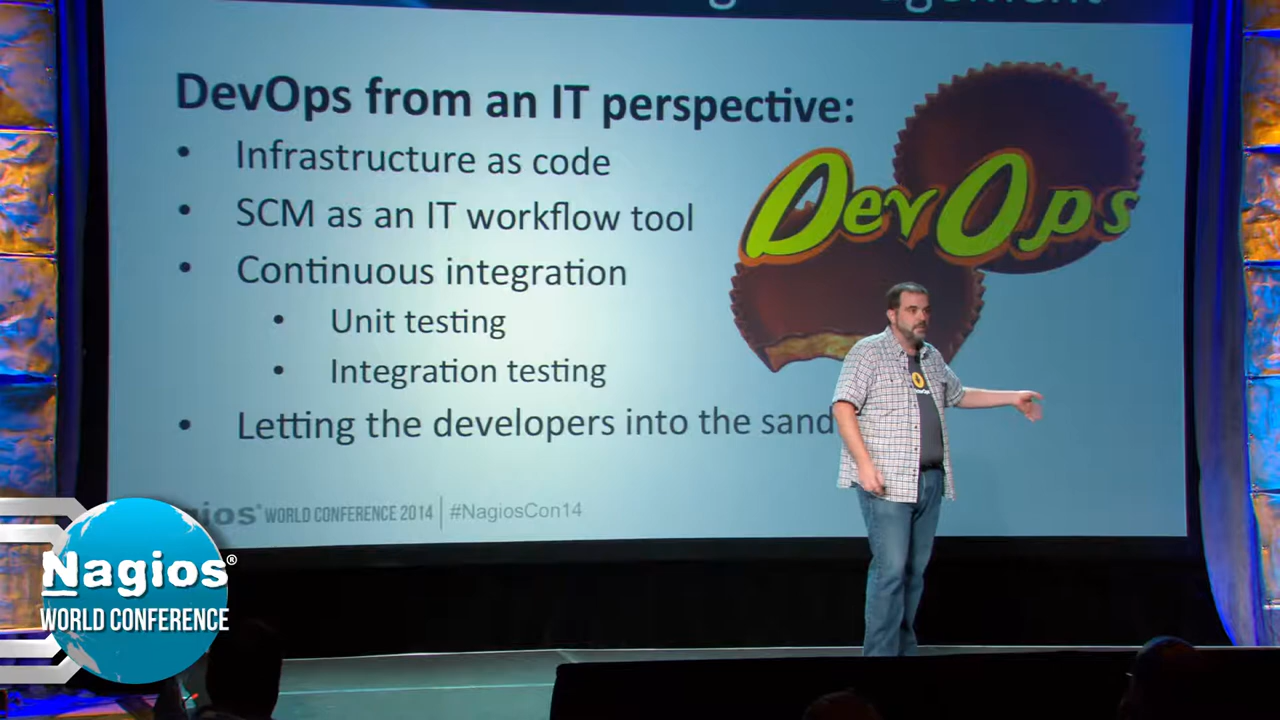 DevOps from an IT perspective:
• Infrastructure as code
• SCM as an IT workflow tool
• Continuous integration
• Unit testing
• Integration testing
• Letting the developers into the sand
DevOps
WORLD CONFERENCE 2014 | #NagiosCon14
Nagios®
WORLD CONFERENCE